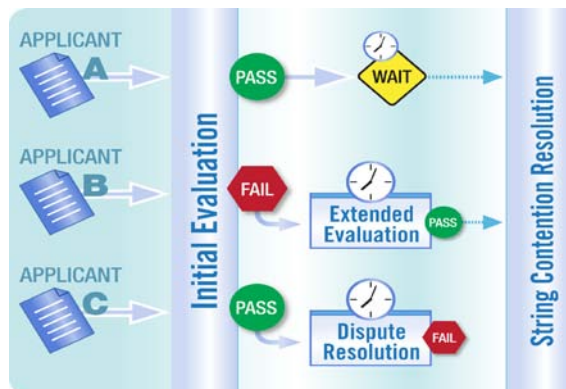 APPLICANT
A
PASS
WAIT
APPLICANT
B
FAIL
Extended
Evaluation
PASS
APPLICANT
C
PASS
Dispute
Resolution
FAIL
Initial Evaluation
String Contention Resolution